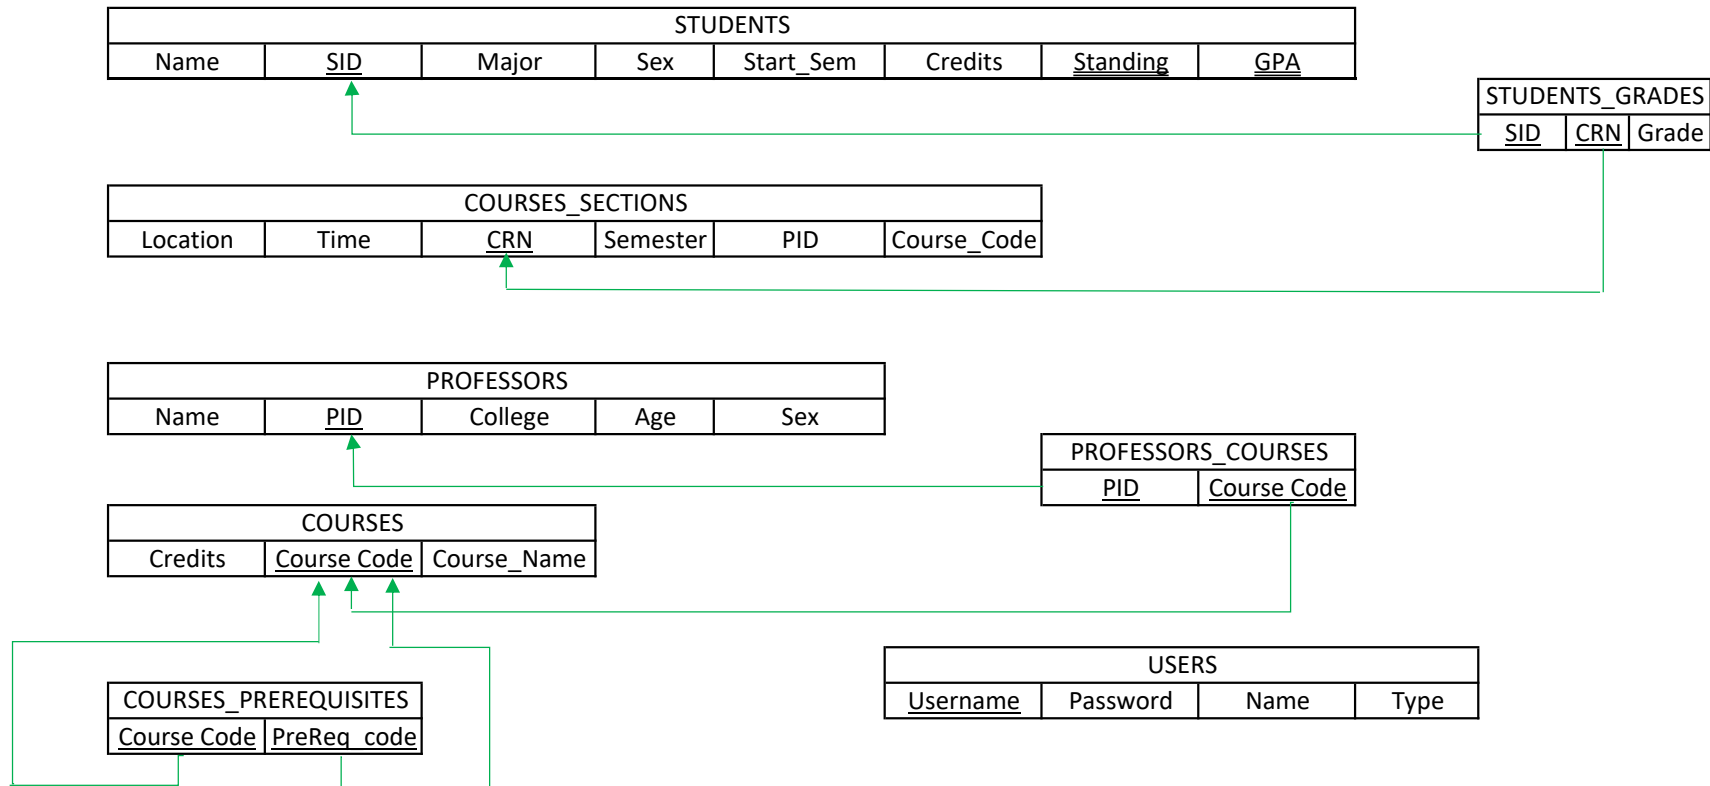 STUDENTS
Name SID Major Sex Start_Sem Credits Standing GPA
STUDENTS_GRADES
SID CRN Grade
COURSES_SECTIONS
Location Time CRN Semester PID Course_Code
PROFESSORS
Name PID College Age Sex
PROFESSORS_COURSES
PID Course Code
COURSES
Credits Course Code Course_Name
USERS
Username Password Name Type
COURSES_PREREQUISITES
Course Code PreReq_code